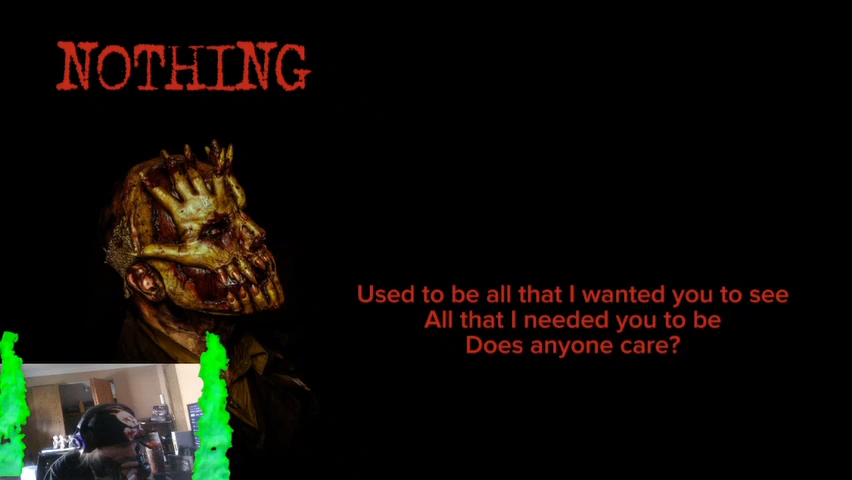 NOTHING
Used to be all that I wanted you to see
All that I needed you to be
Does anyone care?